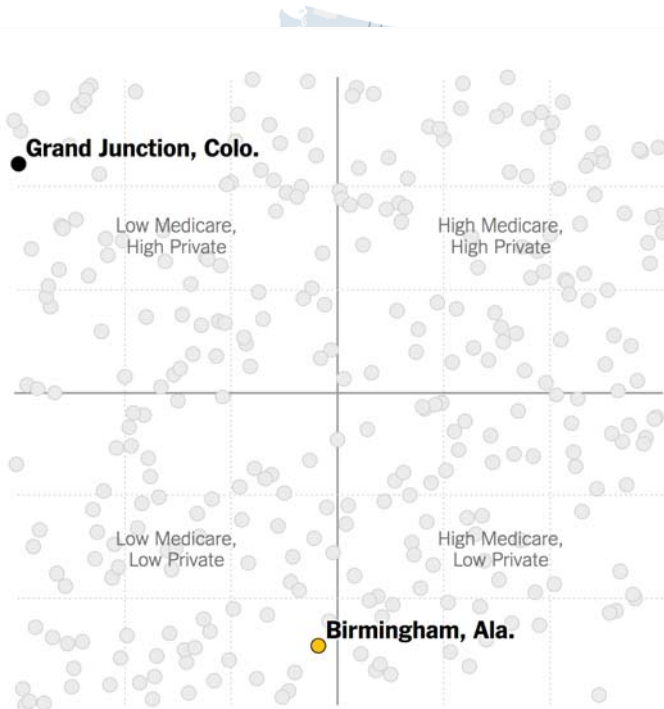 Grand Junction, Colo.
Low Medicare,
High Private
High Medicare,
High Private
Low Medicare,
Low Private
High Medicare,
Low Private
Birmingham, Ala.